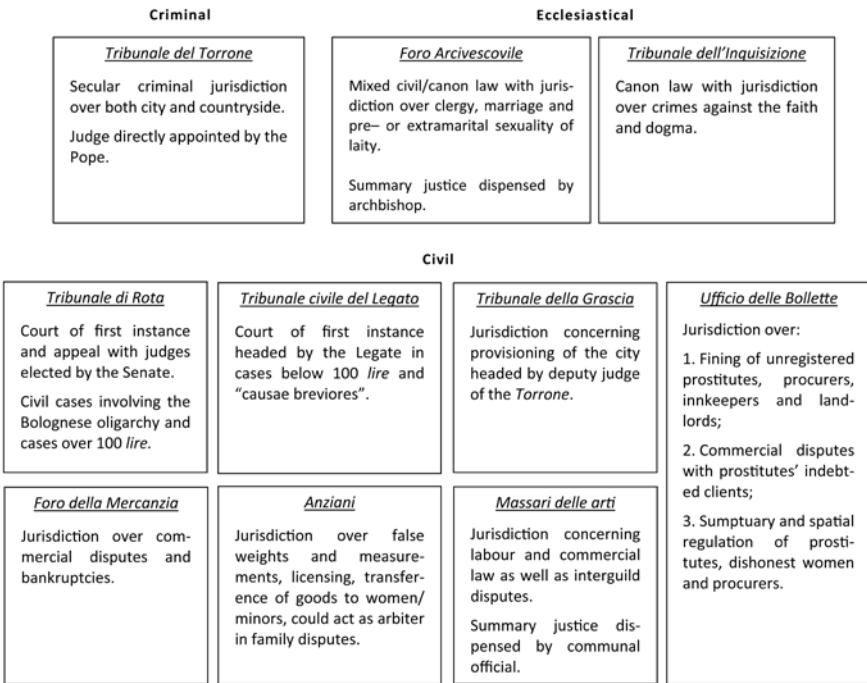 Criminal
Ecclesiastical
Tribunale del Torrone
Secular criminal jurisdiction
over both city and countryside.
Judge directly appointed by the
Pope.
Foro Arcivescovile
Mixed civil/canon law with juris-
diction over clergy, marriage and
pre– or extramarital sexuality of
laity.
Summary justice dispensed by
archbishop.
Tribunale dell’Inquisizione
Canon law with jurisdiction
over crimes against the faith
and dogma.
Civil
Tribunale di Rota
Court of first instance
and appeal with judges
elected by the Senate.
Civil cases involving the
Bolognese oligarchy and
cases over 100 lire.
Tribunale civile del Legato
Court of first instance
headed by the Legate in
cases below 100 lire and
“causae breviores”.
Tribunale della Grascia
Jurisdiction concerning
provisioning of the city
headed by deputy judge
of the Torrone.
Ufficio delle Bollette
Jurisdiction over:
1. Fining of unregistered
prostitutes, procurers,
innkeepers and land-
lords;
2. Commercial disputes
with prostitutes’ indebt-
ed clients;
3. Sumptuary and spatial
regulation of prosti-
tutes, dishonest women
and procurers.
Foro della Mercanzia
Jurisdiction over com-
mercial disputes and
bankruptcies.
Anziani
Jurisdiction over false
weights and measure-
ments, licensing, transfer-
ence of goods to women/
minors, could act as arbiter
in family disputes.
Massari delle arti
Jurisdiction concerning
labour and commercial
law as well as interguild
disputes.
Summary justice dis-
pensed by communal
official.